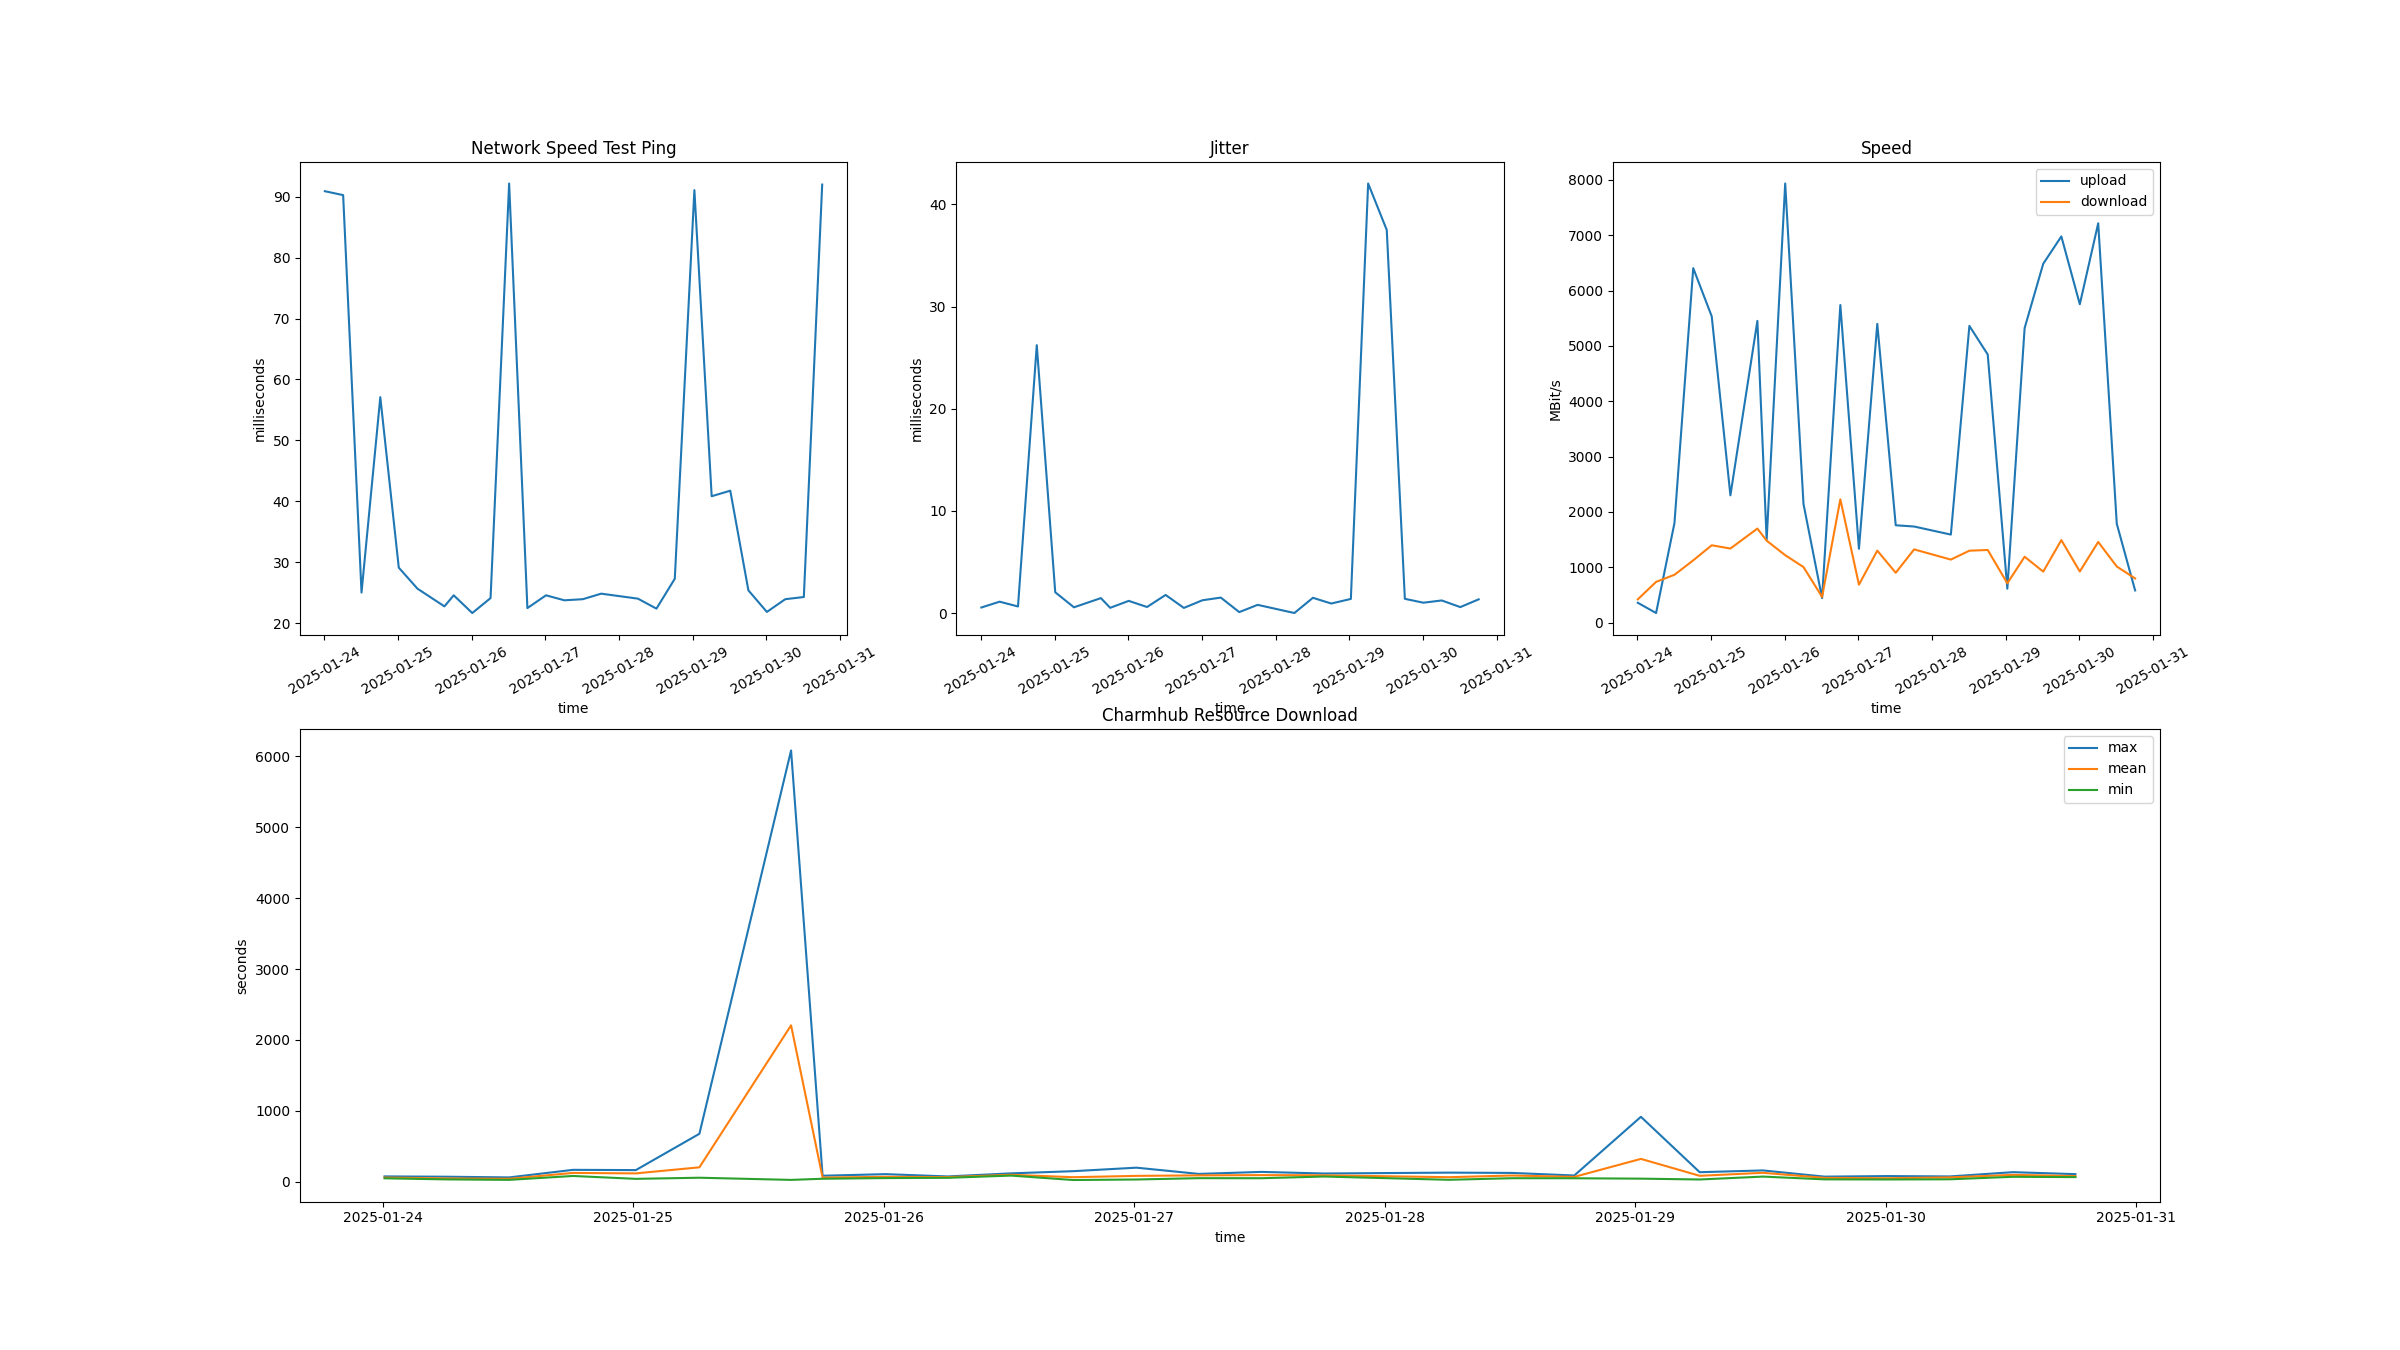 Network Speed Test Ping
milliseconds
90
80
70
60
50
40
30
20
2025-01-24 2025-01-25 2025-01-26 2025-01-27 2025-01-28 2025-01-29 2025-01-30 2025-01-31
time
Jitter
milliseconds
40
30
20
10
0
2025-01-24 2025-01-25 2025-01-26 2025-01-27 2025-01-28 2025-01-29 2025-01-30 2025-01-31
time
Speed
MBit/s
8000
7000
6000
5000
4000
3000
2000
1000
0
upload
download
2025-01-24 2025-01-25 2025-01-26 2025-01-27 2025-01-28 2025-01-29 2025-01-30 2025-01-31
time
Charmhub Resource Download
seconds
6000
5000
4000
3000
2000
1000
0
max
mean
min
2025-01-24 2025-01-25 2025-01-26 2025-01-27 2025-01-28 2025-01-29 2025-01-30 2025-01-31
time